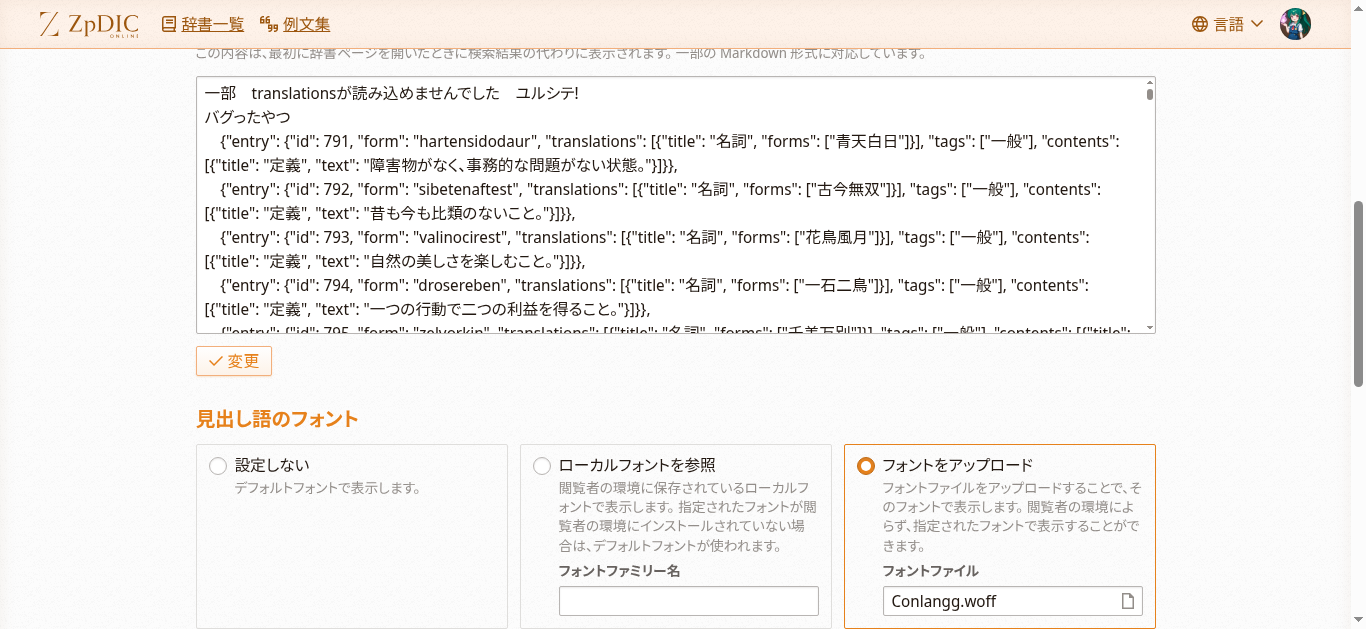 ZpDIC ONLINE 辞書一覧 例文集 言語
この内容は、最初に辞書ページを開いたときに検索結果の代わりに表示されます。一部の Markdown 形式に対応しています。
一部　translationsが読み込めませんでした　ユルシテ!
バグったやつ
{"entry": {"id": 791, "form": "hartensidodaur", "translations": [{"title": "名詞", "forms": ["青天白日"]}], "tags": ["一般"], "contents":
[{"title": "定義", "text": "障害物がなく、事務的な問題がない状態。"}]}},
{"entry": {"id": 792, "form": "sibetenaftest", "translations": [{"title": "名詞", "forms": ["古今無双"]}], "tags": ["一般"], "contents":
[{"title": "定義", "text": "昔も今も比類のないこと。"}]}},
{"entry": {"id": 793, "form": "valinocirest", "translations": [{"title": "名詞", "forms": ["花鳥風月"]}], "tags": ["一般"], "contents":
[{"title": "定義", "text": "自然の美しさを楽しむこと。"}]}},
{"entry": {"id": 794, "form": "drosereben", "translations": [{"title": "名詞", "forms": ["一石二鳥"]}], "tags": ["一般"], "contents":
[{"title": "定義", "text": "一つの行動で二つの利益を得ること。"}]}},
{"entry": {"id": 795, "form": "zelverkin", "translations": [{"title": "名詞", "forms": ["千差万別"]}], "tags": ["一般"], "contents": [{"title":
変更
見出し語のフォント
設定しない
デフォルトフォントで表示します。
ローカルフォントを参照
閲覧者の環境に保存されているローカルフ
ォントで表示します。指定されたフォントが閲
覧者の環境にインストールされていない場
合は、デフォルトフォントが使われます。
フォントファミリー名
フォントをアップロード
フォントファイルをアップロードすることで、そ
のフォントで表示します。閲覧者の環境によ
らず、指定されたフォントで表示することがで
きます。
フォントファイル
Conlangg.woff